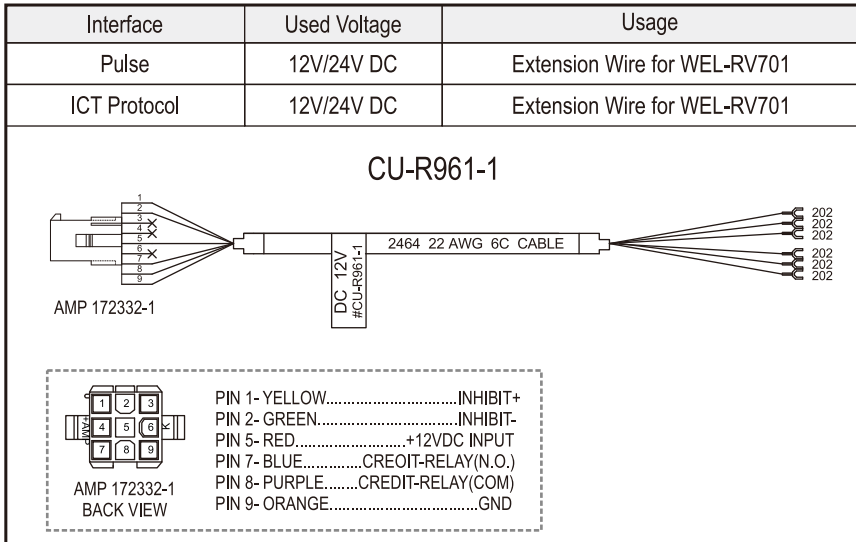 Interface Used Voltage Usage
Pulse 12V/24V DC Extension Wire for WEL-RV701
ICT Protocol 12V/24V DC Extension Wire for WEL-RV701
CU-R961-1
1
2
3
4
5
6
7
8
9
AMP 172332-1
DC 12V
#CU-R961-1
2464 22 AWG 6C CABLE
202
202
202
202
202
202
1 2 3
4 5 6
7 8 9
+AMP
K
AMP 172332-1
BACK VIEW
PIN 1- YELLOW............................INHIBIT+
PIN 2- GREEN..............................INHIBIT-
PIN 5- RED...................+12VDC INPUT
PIN 7- BLUE..........CREOIT-RELAY(N.O.)
PIN 8- PURPLE.......CREDIT-RELAY(COM)
PIN 9- ORANGE...............................GND